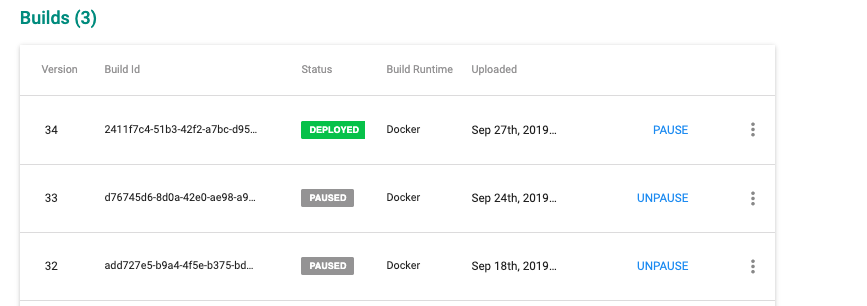 Builds (3)
Version Build Id Status Build Runtime Uploaded
34 2411f7c4-51b3-42f2-a7bc-d95... DEPLOYED Docker Sep 27th, 2019... PAUSE
33 d76745d6-8d0a-42e0-ae98-a9... PAUSED Docker Sep 24th, 2019... UNPAUSE
32 add727e5-b9a4-4f5e-b375-bd... PAUSED Docker Sep 18th, 2019... UNPAUSE